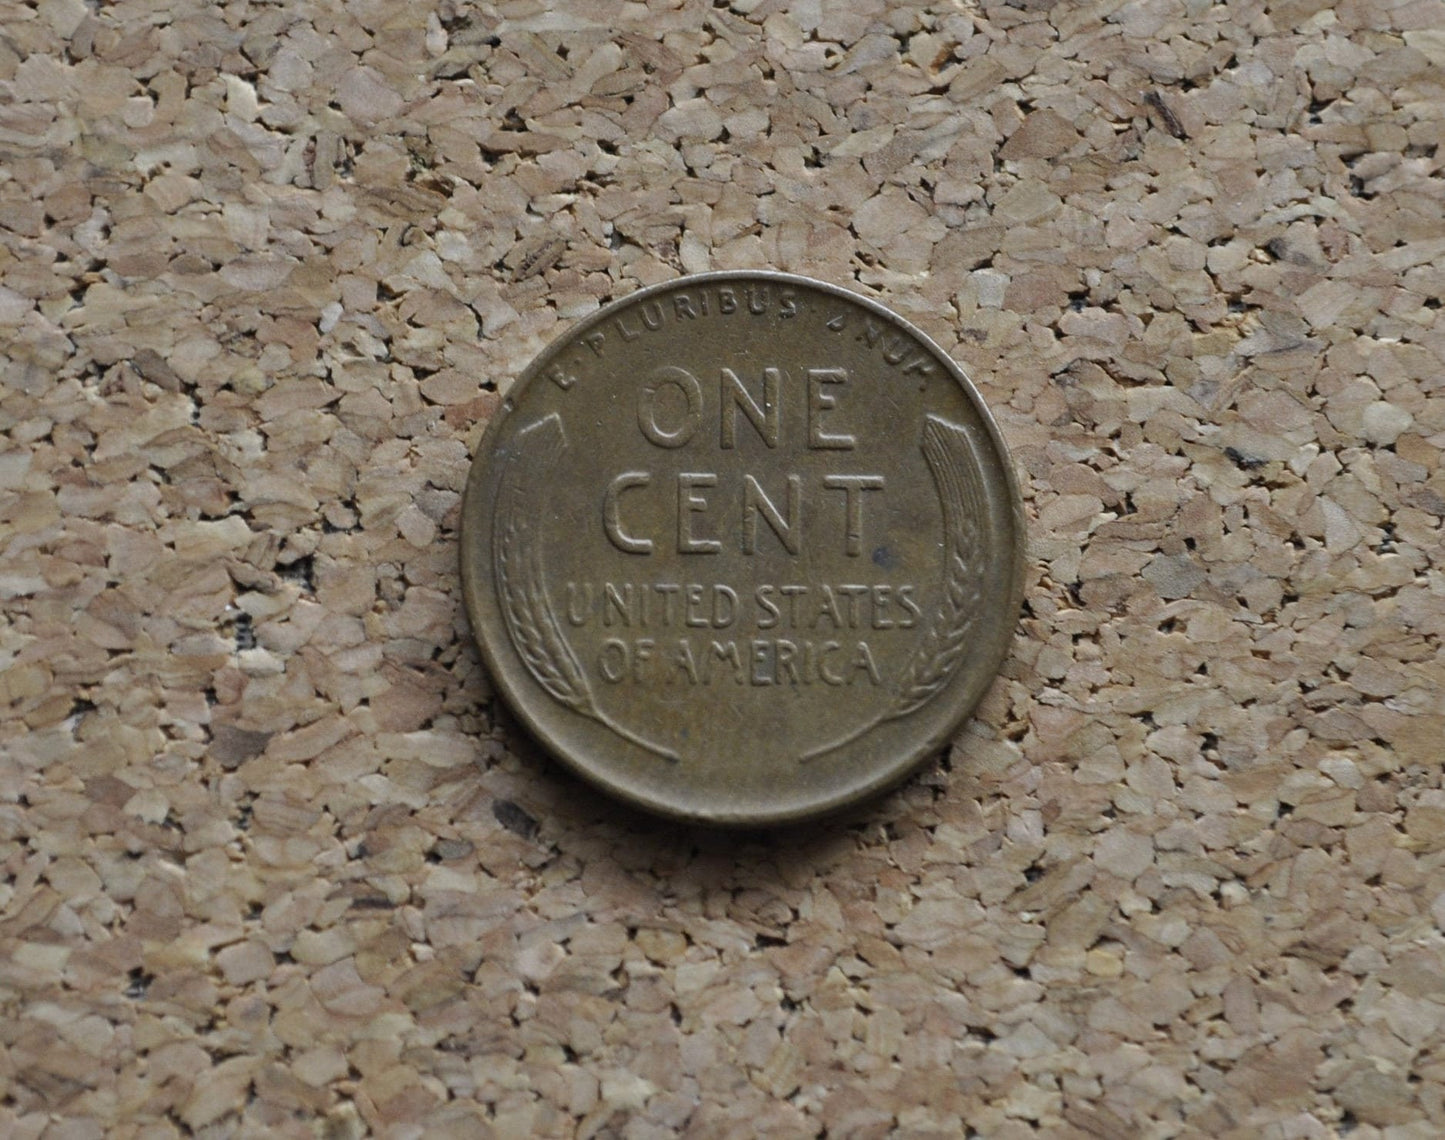 E · PLURIBUS · UNUM
ONE
CENT
UNITED STATES
OF AMERICA